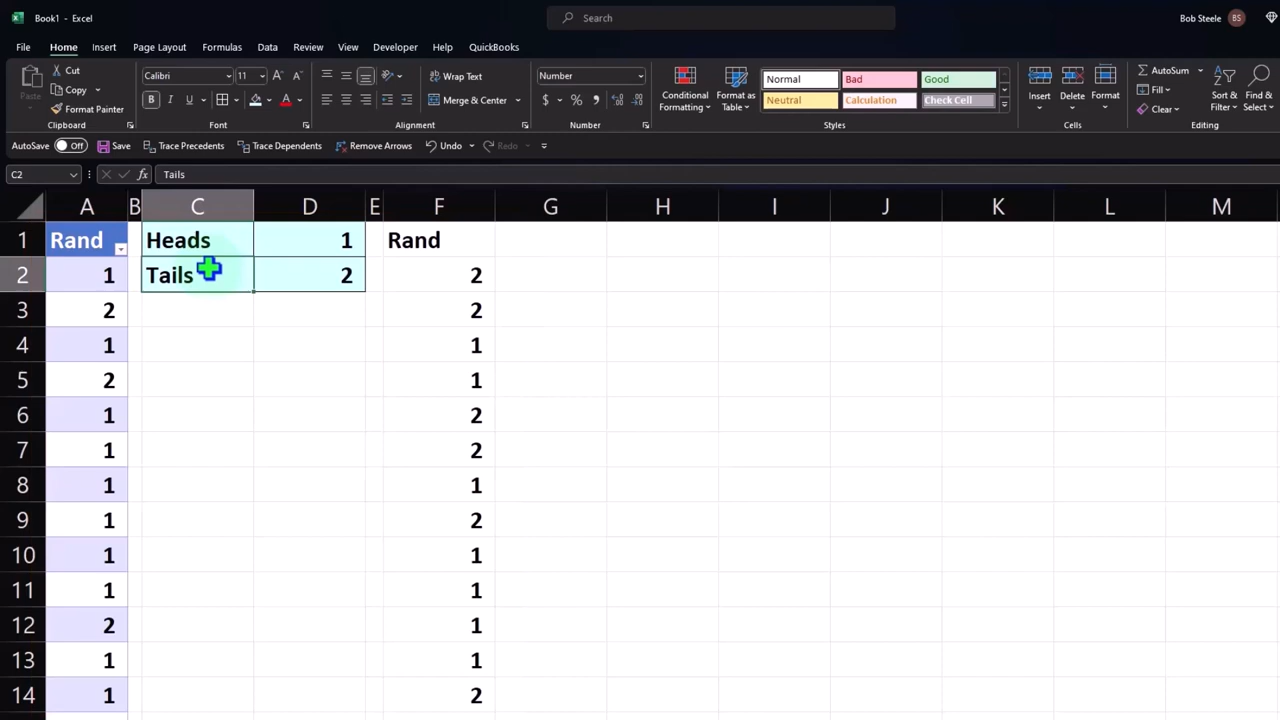 Book1 - Excel
Search
Bob Steele
BS
File Home Insert Page Layout Formulas Data Review View Developer Help QuickBooks
Paste
Cut
Copy
Format Painter
Clipboard
Calibri
11
B I U
Font
Wrap Text
Merge & Center
Alignment
Number
$ % ,
Number
Conditional Formatting
Format as Table
Normal Bad Good
Neutral Calculation Check Cell
Styles
Insert Delete Format
Cells
AutoSum
Fill
Clear
Sort & Filter
Find & Select
Editing
AutoSave Off Save Trace Precedents Trace Dependents Remove Arrows Undo Redo
C2 fx Tails
A B C D E F G H I J K L M
1 Rand Heads 1 Rand
2 1 Tails 2 2
3 2 2
4 1 1
5 2 1
6 1 2
7 1 2
8 1 1
9 1 2
10 1 1
11 1 1
12 2 1
13 1 1
14 1 2